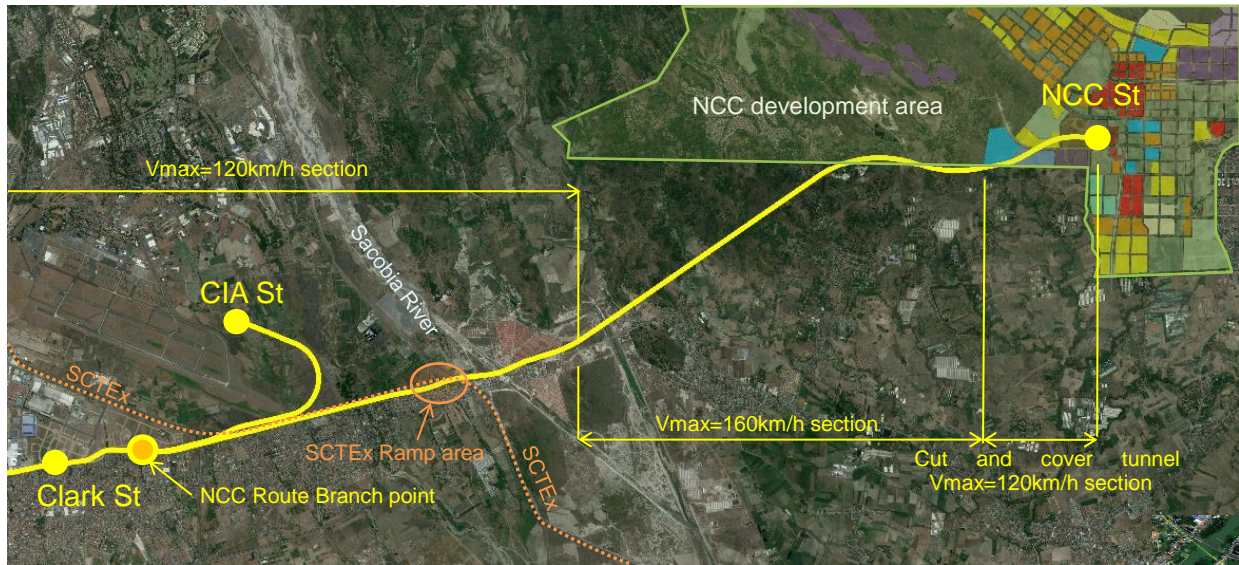 NCC St
NCC development area
Vmax=120km/h section
Sacobia River
CIA St
SCTEx
Vmax=160km/h section
SCTEx Ramp area
Cut and cover tunnel
Vmax=120km/h section
SCTEx
Clark St
NCC Route Branch point